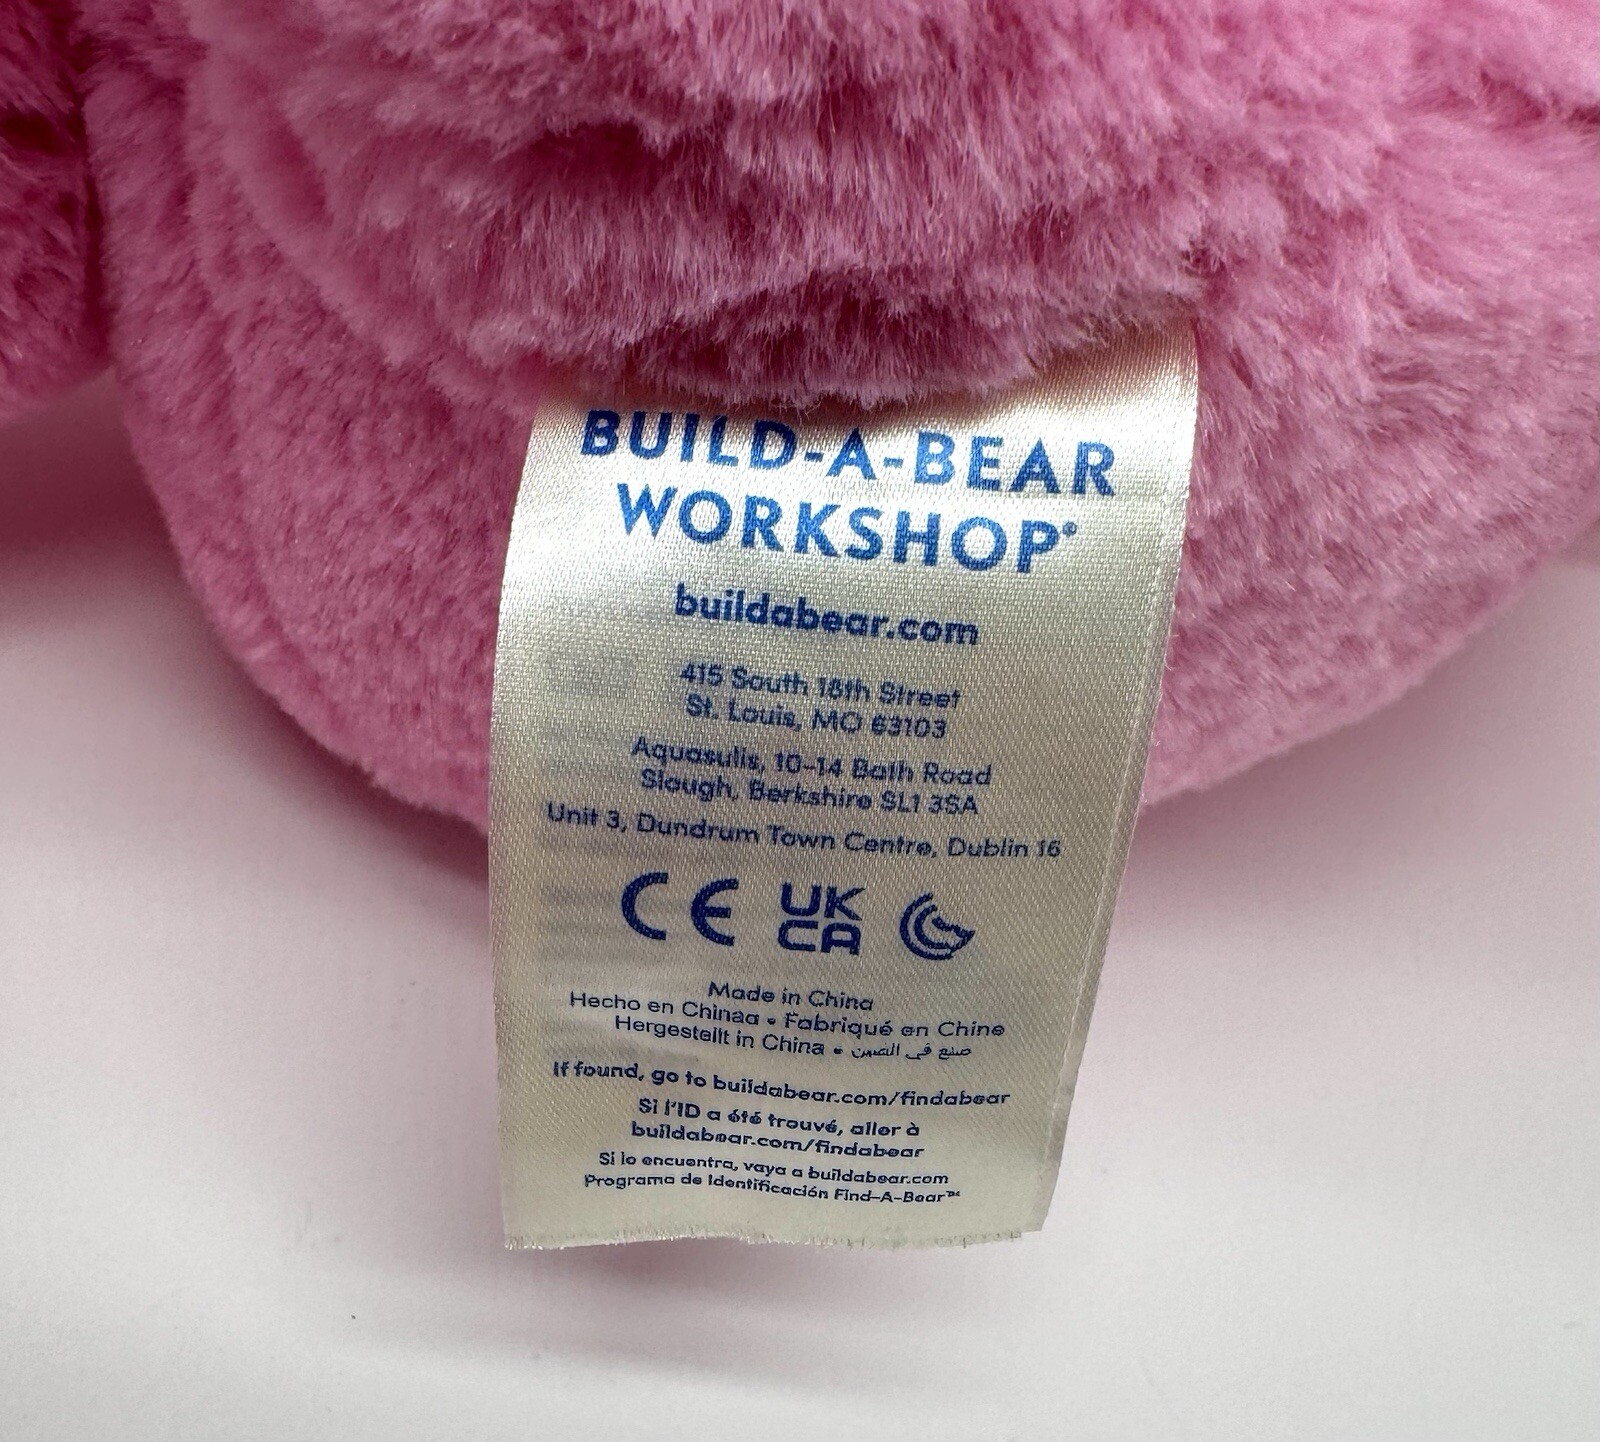 BUILD-A-BEAR
WORKSHOP®
buildabear.com
415 South 18th Street
St. Louis, MO 63103
Aquasulis, 10-14 Bath Road
Slough, Berkshire SL1 3SA
Unit 3, Dundrum Town Centre, Dublin 16
CE UK
CA
Made in China
Hecho en Chinaa • Fabriqué en Chine
Hergestellt in China • صنع في الصين
If found, go to buildabear.com/findabear
Si l'ID a été trouvé, aller à
buildabear.com/findabear
Si lo encuentra, vaya a buildabear.com
Programa de Identificación Find-A-Bear™